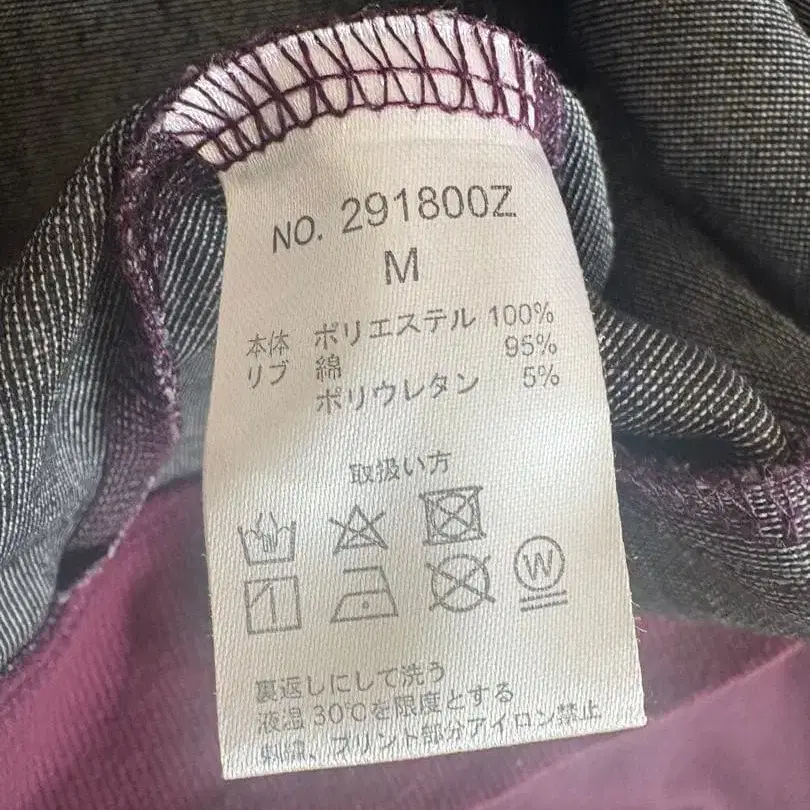 NO. 291800Z
M
本体 ポリエステル 100%
リブ 綿 95%
ポリウレタン 5%
取扱い方
W
裏返しにして洗う
液温30℃を限度とする
刺繍、プリント部分アイロン禁止